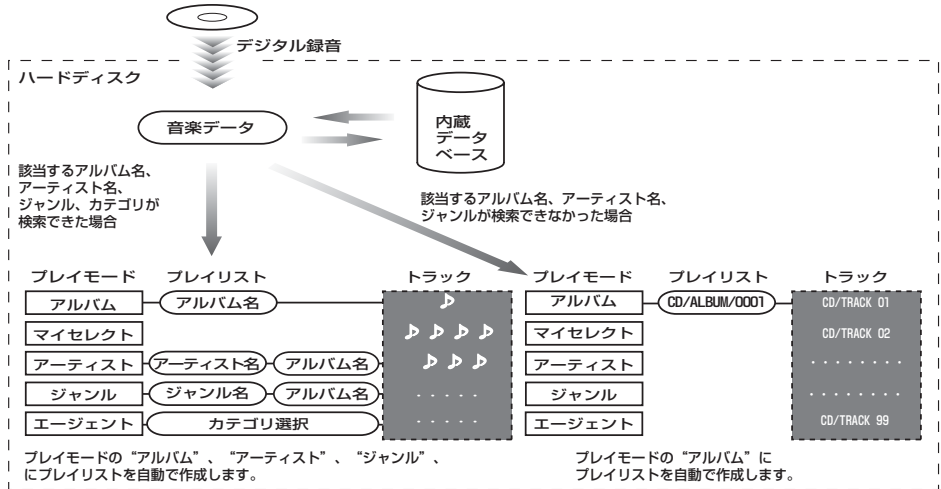 デジタル録音
ハードディスク
音楽データ
内蔵
データ
ベース
該当するアルバム名、
アーティスト名、
ジャンル、カテゴリが
検索できた場合
該当するアルバム名、アーティスト名、
ジャンルが検索できなかった場合
プレイモード プレイリスト トラック
アルバム アルバム名
マイセレクト
アーティスト アーティスト名 アルバム名
ジャンル ジャンル名 アルバム名
・・・・・
エージェント カテゴリ選択
プレイモードの“アルバム”、“アーティスト”、“ジャンル”、
にプレイリストを自動で作成します。
プレイモード プレイリスト トラック
アルバム CD/ALBUM/0001 CD/TRACK 01
マイセレクト CD/TRACK 02
アーティスト ・・・・・・・・
ジャンル ・・・・・・・・
エージェント CD/TRACK 99
プレイモードの“アルバム”に
プレイリストを自動で作成します。